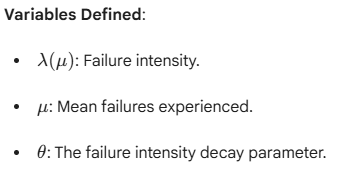 Variables Defined:
• λ(μ): Failure intensity.
• μ: Mean failures experienced.
• θ: The failure intensity decay parameter.